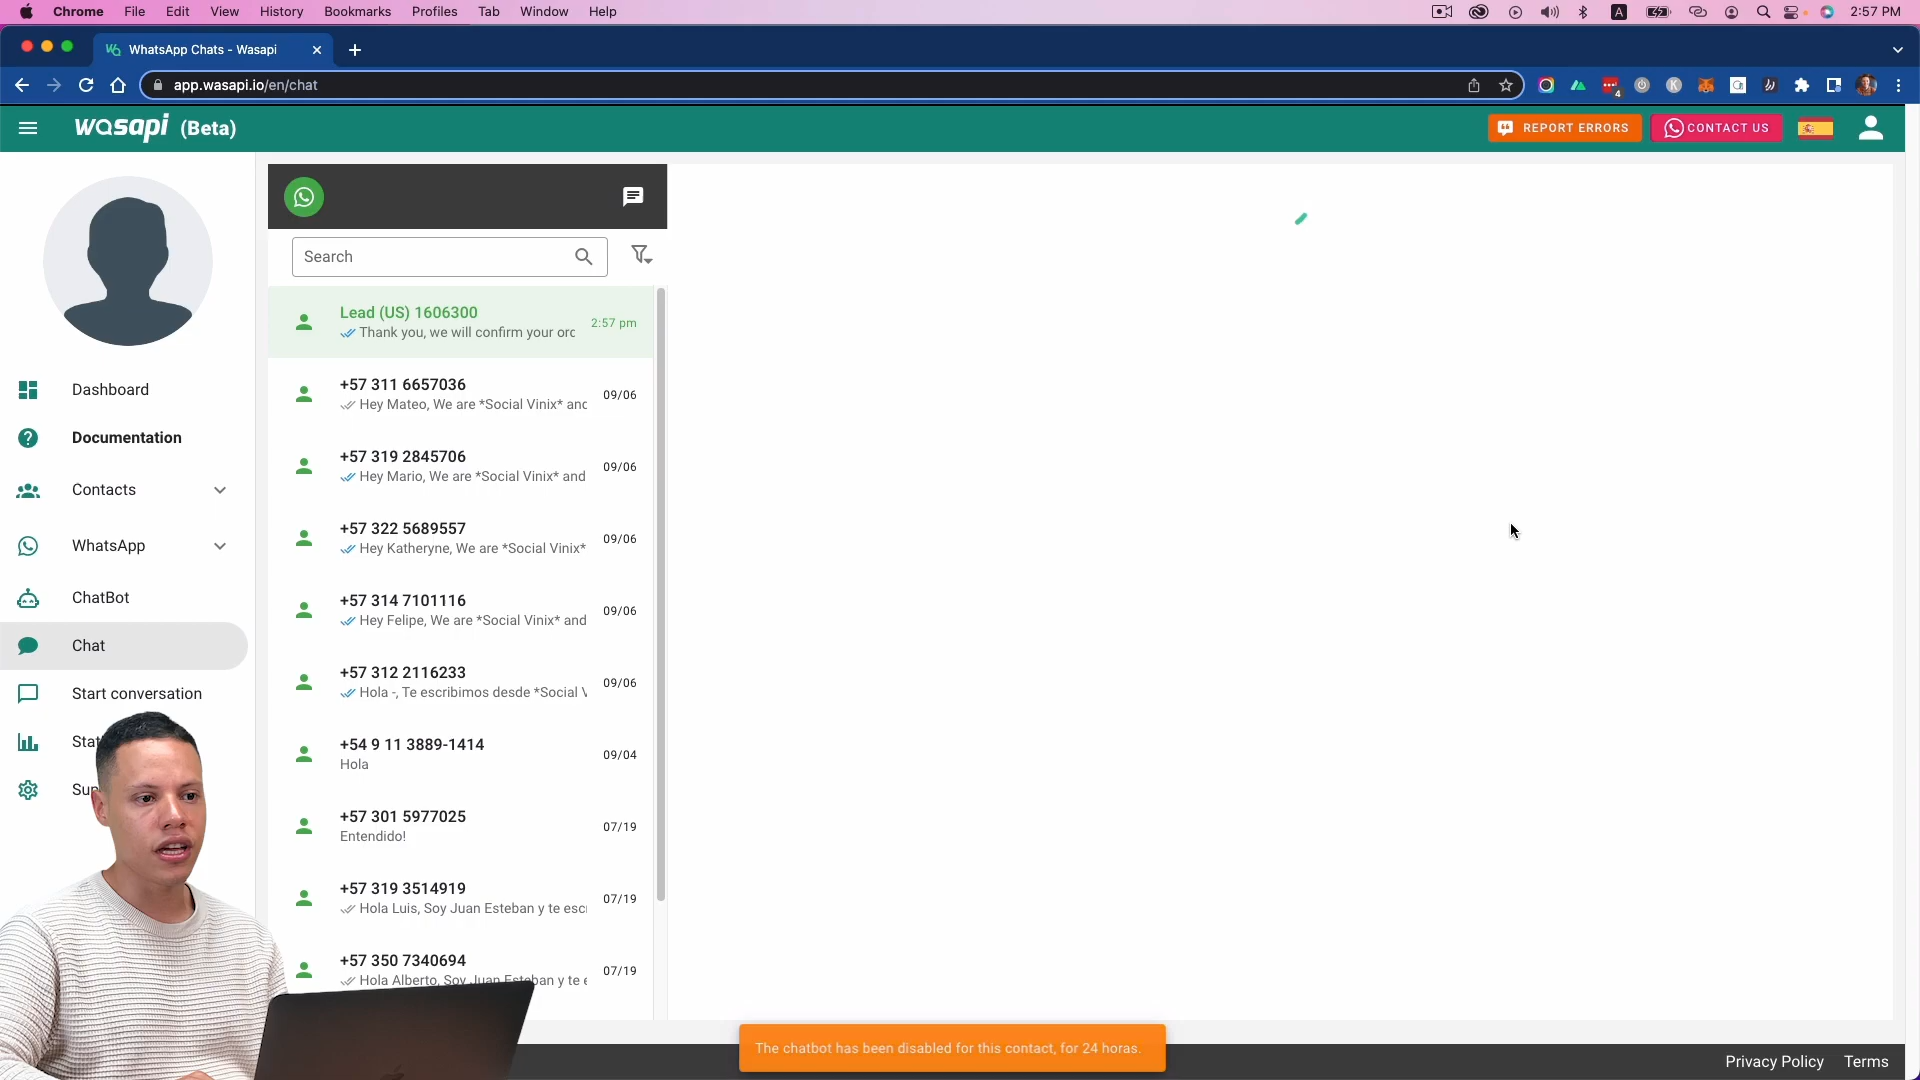 Chrome File Edit View History Bookmarks Profiles Tab Window Help A 2:57 PM
WhatsApp Chats - Wasapi
app.wasapi.io/en/chat
wasapi (Beta) REPORT ERRORS CONTACT US
Search
Dashboard
Documentation
Contacts
WhatsApp
ChatBot
Chat
Start conversation
Lead (US) 1606300
Thank you, we will confirm your orc
2:57 pm
+57 311 6657036
Hey Mateo, We are *Social Vinix* anc
09/06
+57 319 2845706
Hey Mario, We are *Social Vinix* and
09/06
+57 322 5689557
Hey Katheryne, We are *Social Vinix*
09/06
+57 314 7101116
Hey Felipe, We are *Social Vinix* and
09/06
+57 312 2116233
Hola -, Te escribimos desde *Social V
09/06
+54 9 11 3889-1414
Hola
09/04
+57 301 5977025
Entendido!
07/19
+57 319 3514919
Hola Luis, Soy Juan Esteban y te escr
07/19
+57 350 7340694
Hola Alberto, Soy Juan Esteban y te e
07/19
The chatbot has been disabled for this contact, for 24 horas.
Privacy Policy Terms